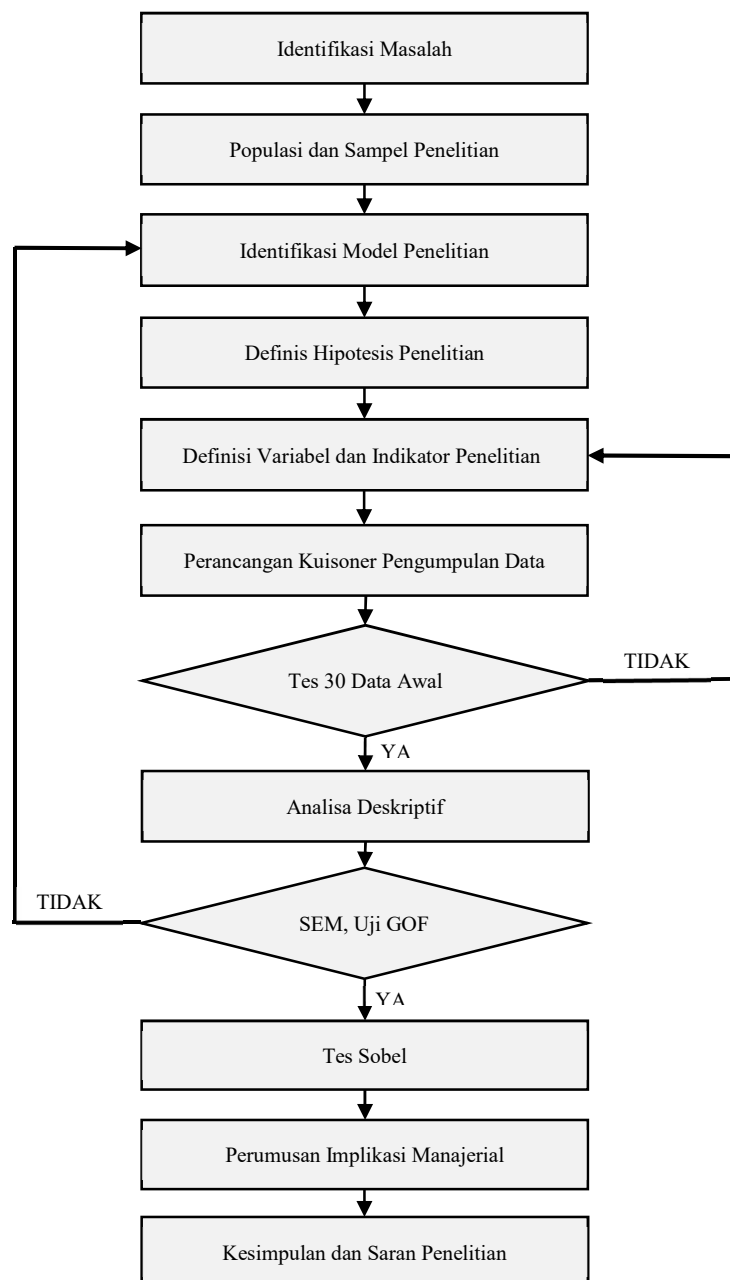 Identifikasi Masalah
Populasi dan Sampel Penelitian
Identifikasi Model Penelitian
Definis Hipotesis Penelitian
Definisi Variabel dan Indikator Penelitian
Perancangan Kuisoner Pengumpulan Data
Tes 30 Data Awal
TIDAK
YA
Analisa Deskriptif
TIDAK
SEM, Uji GOF
YA
Tes Sobel
Perumusan Implikasi Manajerial
Kesimpulan dan Saran Penelitian